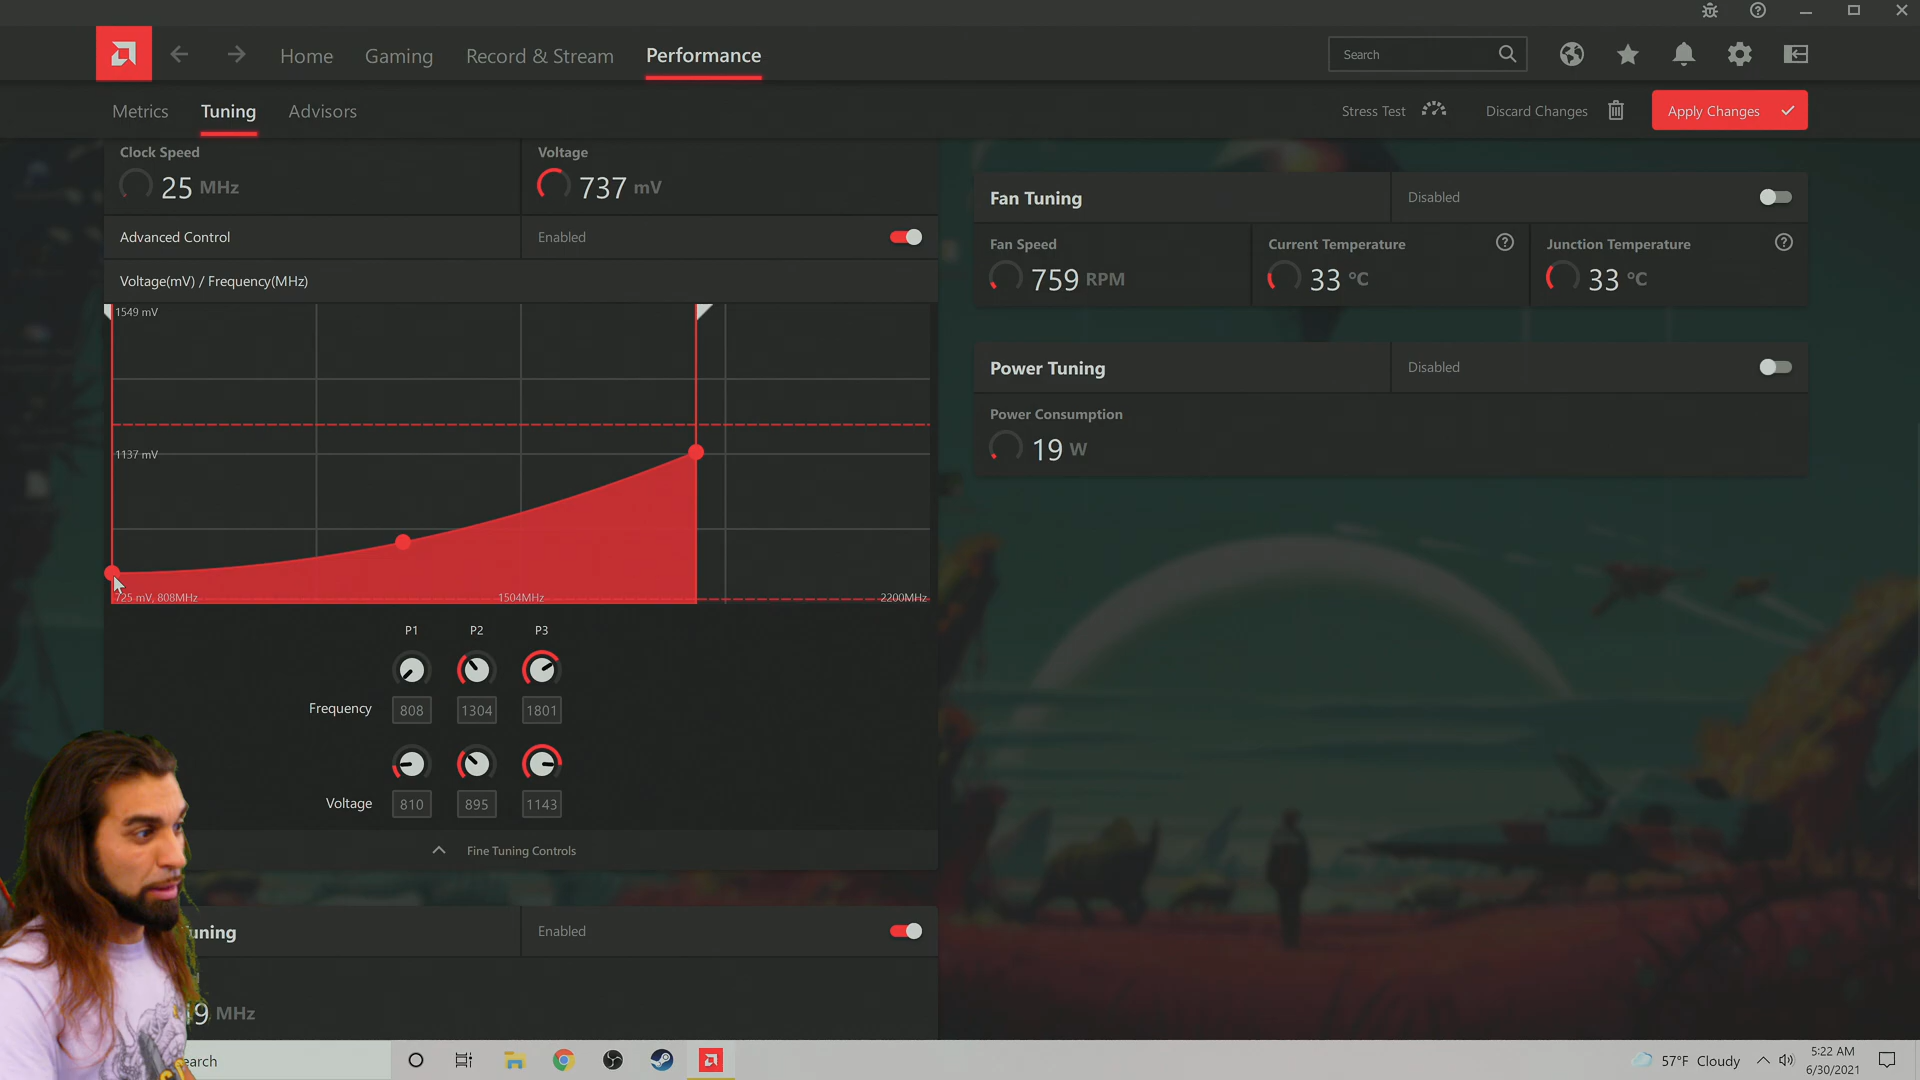 Home Gaming Record & Stream Performance Search
Metrics Tuning Advisors Stress Test Discard Changes Apply Changes
Clock Speed Voltage
25 MHz 737 mV
Fan Tuning Disabled
Advanced Control Enabled
Fan Speed Current Temperature Junction Temperature
759 RPM 33 °C 33 °C
Voltage(mV) / Frequency(MHz)
1549 mV
Power Tuning Disabled
Power Consumption
19 W
1137 mV
725 mV, 808MHz 1504MHz 2200MHz
P1 P2 P3
Frequency 808 1304 1801
Voltage 810 895 1143
Fine Tuning Controls
uning Enabled
9 MHz
earch 57°F Cloudy 5:22 AM
6/30/2021